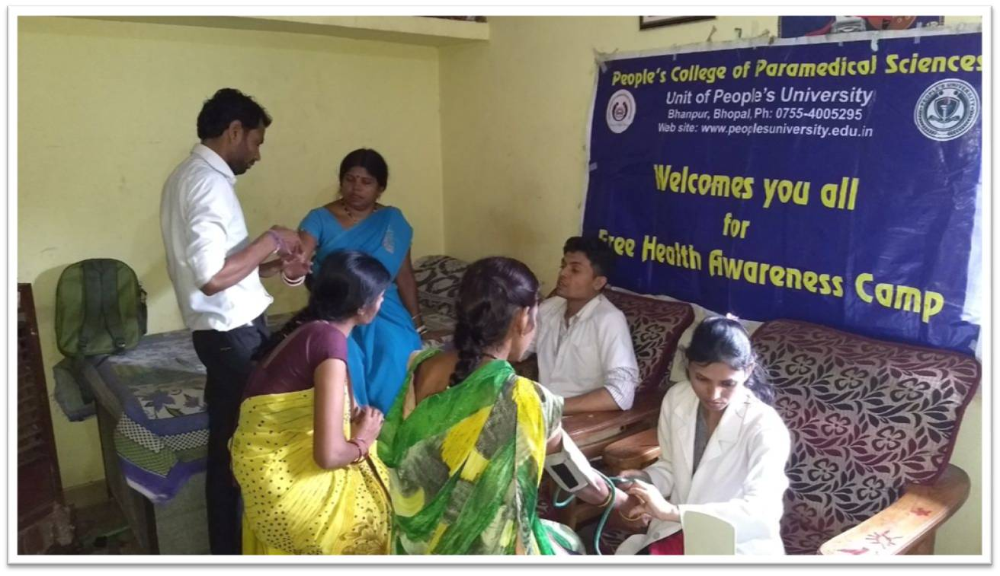 People's College of Paramedical Sciences
Unit of People's University
Bhanpur, Bhopal, Ph: 0755-4005295
Web site: www.peoplesuniversity.edu.in
Welcomes you all
for
Free Health Awareness Camp